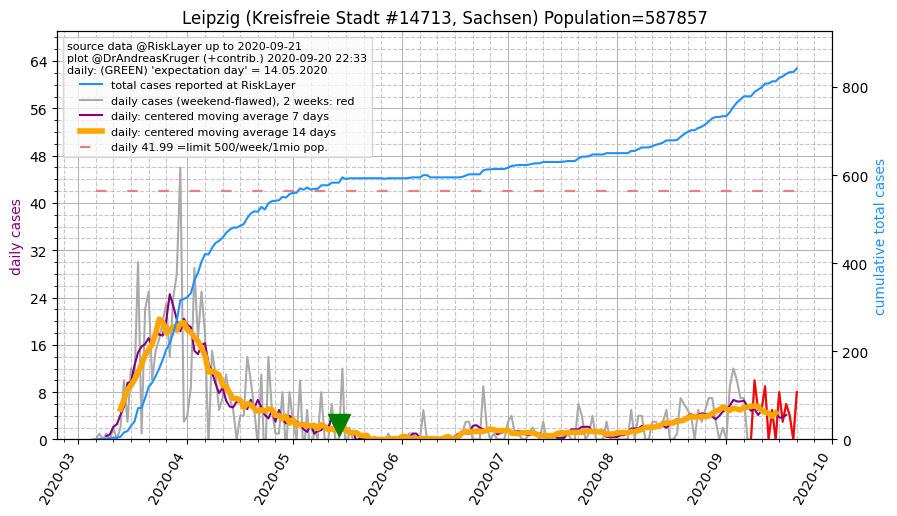 Leipzig (Kreisfreie Stadt #14713, Sachsen) Population=587857
source data @RiskLayer up to 2020-09-21
plot @DrAndreasKruger (+contrib.) 2020-09-20 22:33
daily: (GREEN) 'expectation day' = 14.05.2020
total cases reported at RiskLayer
daily cases (weekend-flawed), 2 weeks: red
daily: centered moving average 7 days
daily: centered moving average 14 days
daily 41.99 =limit 500/week/1mio pop.
daily cases
64
56
48
40
32
24
16
8
0
cumulative total cases
800
600
400
200
0
2020-03
2020-04
2020-05
2020-06
2020-07
2020-08
2020-09
2020-10